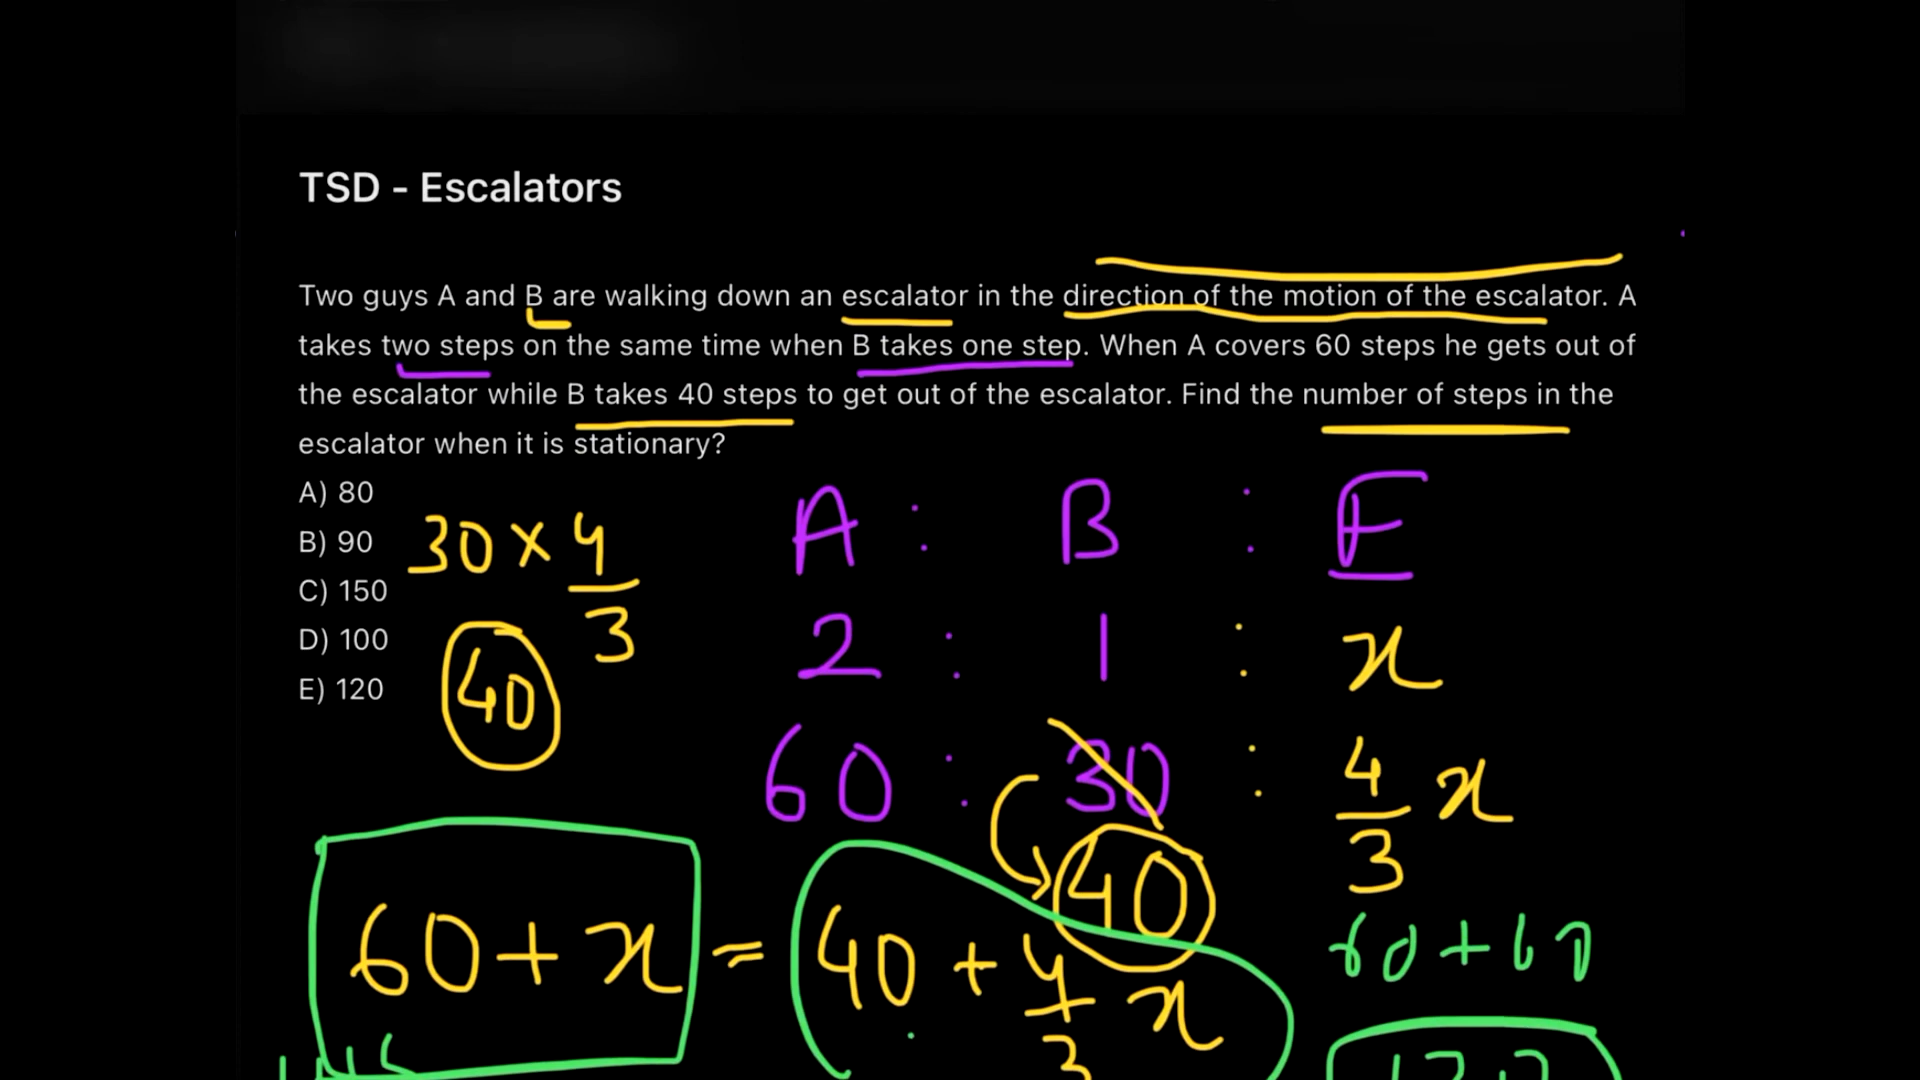 TSD - Escalators
Two guys A and B are walking down an escalator in the direction of the motion of the escalator. A
takes two steps on the same time when B takes one step. When A covers 60 steps he gets out of
the escalator while B takes 40 steps to get out of the escalator. Find the number of steps in the
escalator when it is stationary?
A) 80
B) 90
C) 150
D) 100
E) 120
30 × 4/3
40
A : B : E
2 : 1 : x
60 : 30 : 4/3 x
40
60 + x = 40 + 4/3 x
60 + 60